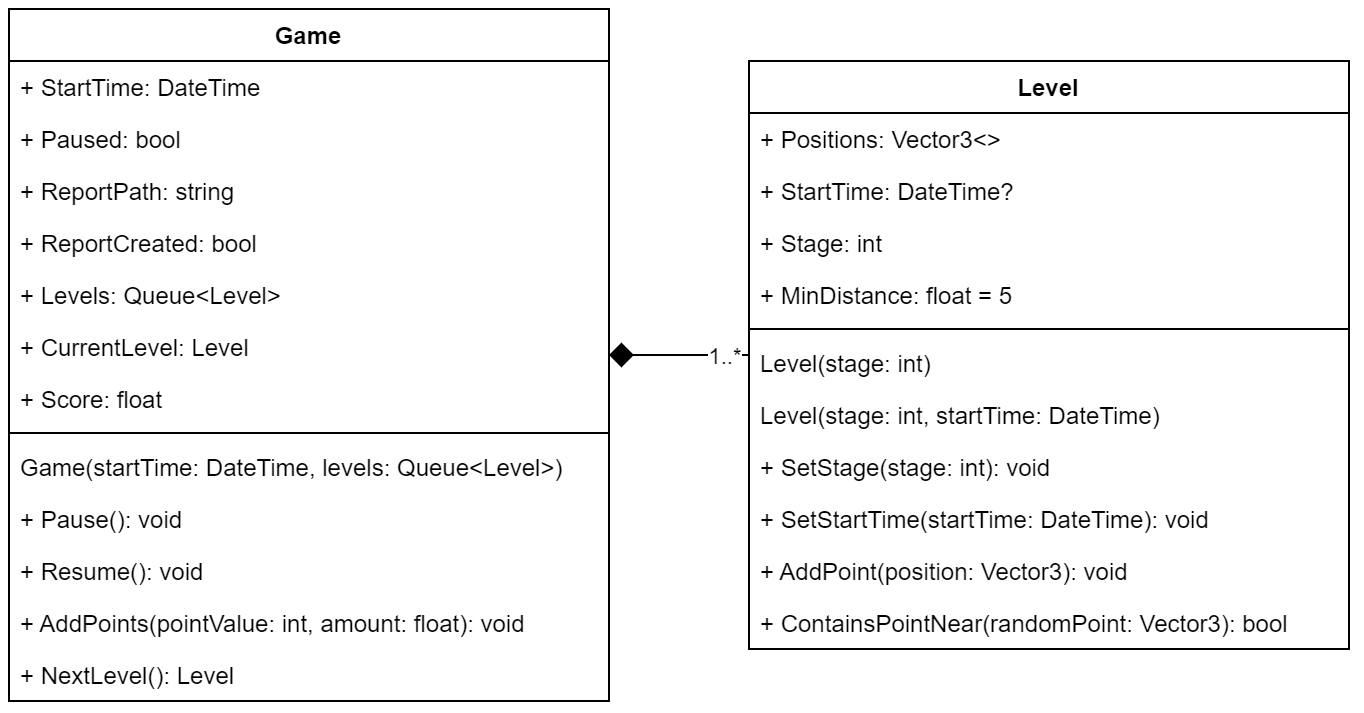 Game
+ StartTime: DateTime
+ Paused: bool
+ ReportPath: string
+ ReportCreated: bool
+ Levels: Queue<Level>
+ CurrentLevel: Level
+ Score: float
Game(startTime: DateTime, levels: Queue<Level>)
+ Pause(): void
+ Resume(): void
+ AddPoints(pointValue: int, amount: float): void
+ NextLevel(): Level
1..*
Level
+ Positions: Vector3<>
+ StartTime: DateTime?
+ Stage: int
+ MinDistance: float = 5
Level(stage: int)
Level(stage: int, startTime: DateTime)
+ SetStage(stage: int): void
+ SetStartTime(startTime: DateTime): void
+ AddPoint(position: Vector3): void
+ ContainsPointNear(randomPoint: Vector3): bool